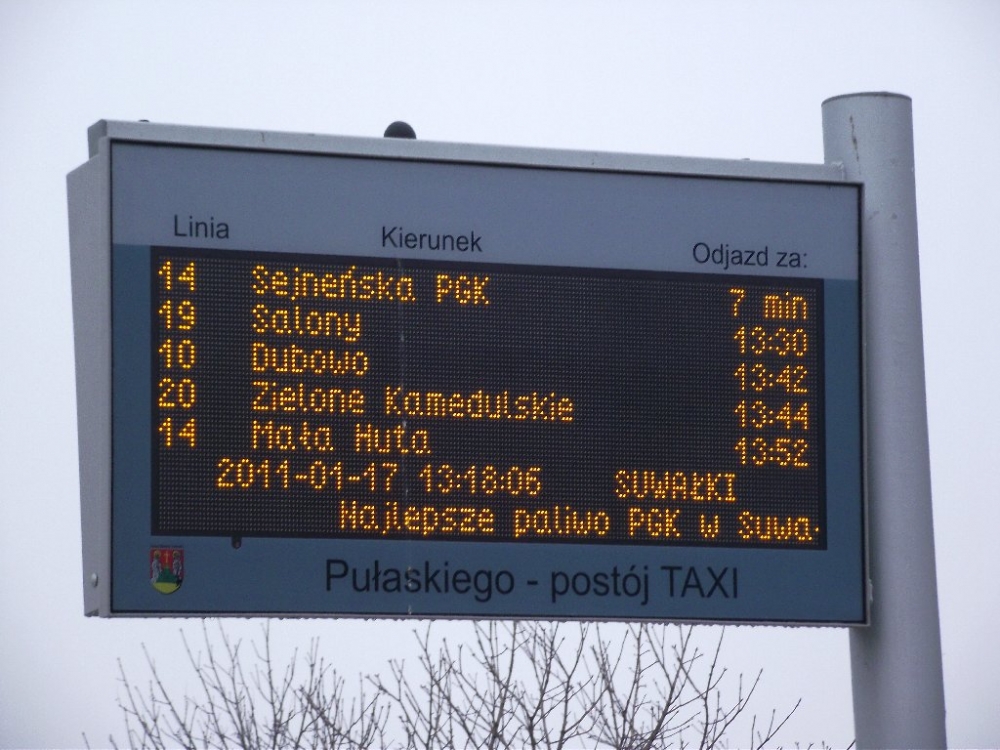 Linia Kierunek Odjazd za:
14 Sejneńska PGK 7 min
19 Salony 13:30
10 Dubowo 13:42
20 Zielone Kamedulskie 13:44
14 Mała Huta 13:52
2011-01-17 13:18:06 SUWAŁKI
Najlepsze paliwo PGK w Suwa
Pułaskiego - postój TAXI